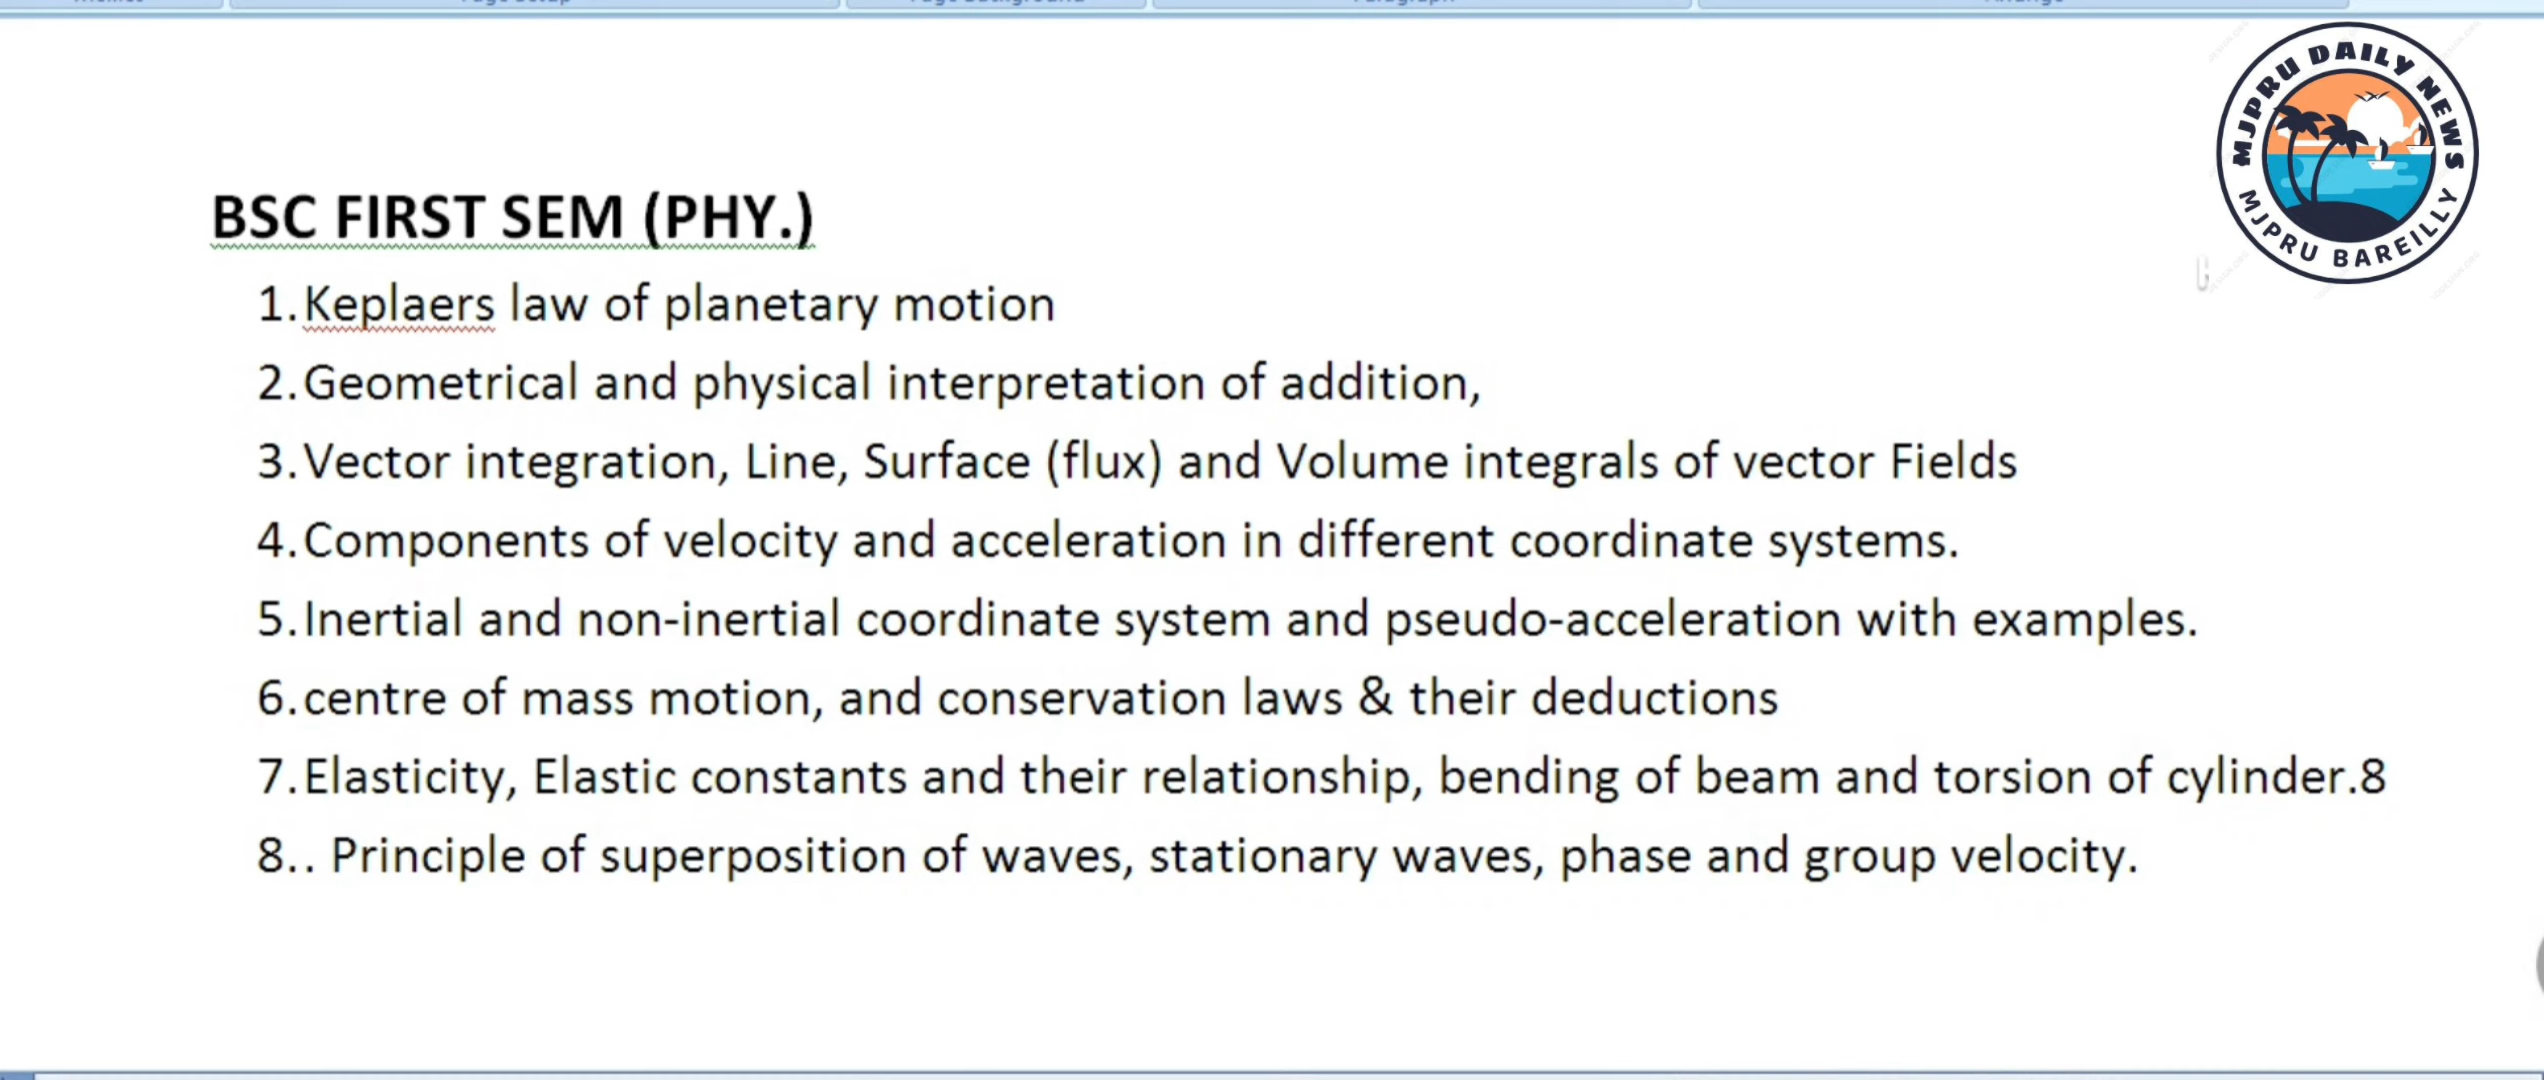 MJPRU DAILY NEWS
MJPRU BAREILLY
BSC FIRST SEM (PHY.)
1. Keplaers law of planetary motion
2. Geometrical and physical interpretation of addition,
3. Vector integration, Line, Surface (flux) and Volume integrals of vector Fields
4. Components of velocity and acceleration in different coordinate systems.
5. Inertial and non-inertial coordinate system and pseudo-acceleration with examples.
6. centre of mass motion, and conservation laws & their deductions
7. Elasticity, Elastic constants and their relationship, bending of beam and torsion of cylinder.8
8.. Principle of superposition of waves, stationary waves, phase and group velocity.